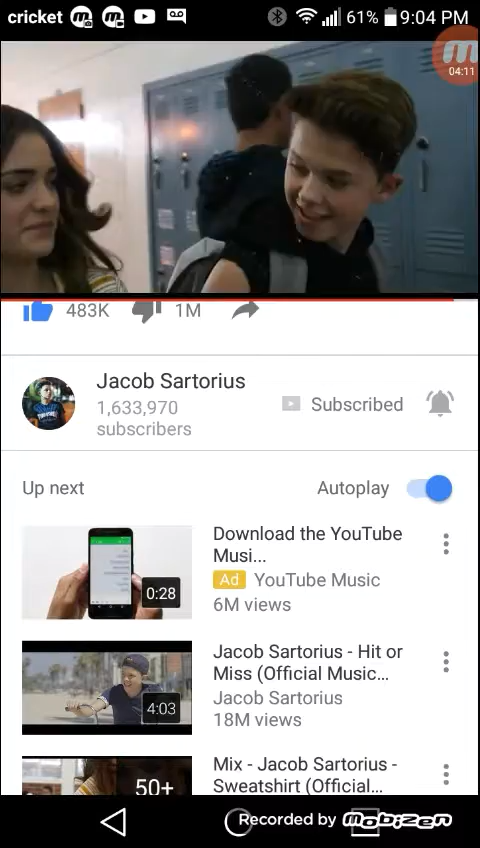 cricket 61% 9:04 PM
04:11
483K 1M
Jacob Sartorius
1,633,970
subscribers
Subscribed
Up next Autoplay
Download the YouTube
Musi...
Ad YouTube Music
6M views
0:28
Jacob Sartorius - Hit or
Miss (Official Music...
Jacob Sartorius
18M views
4:03
Mix - Jacob Sartorius -
Sweatshirt (Official...
50+
Recorded by Mobizen